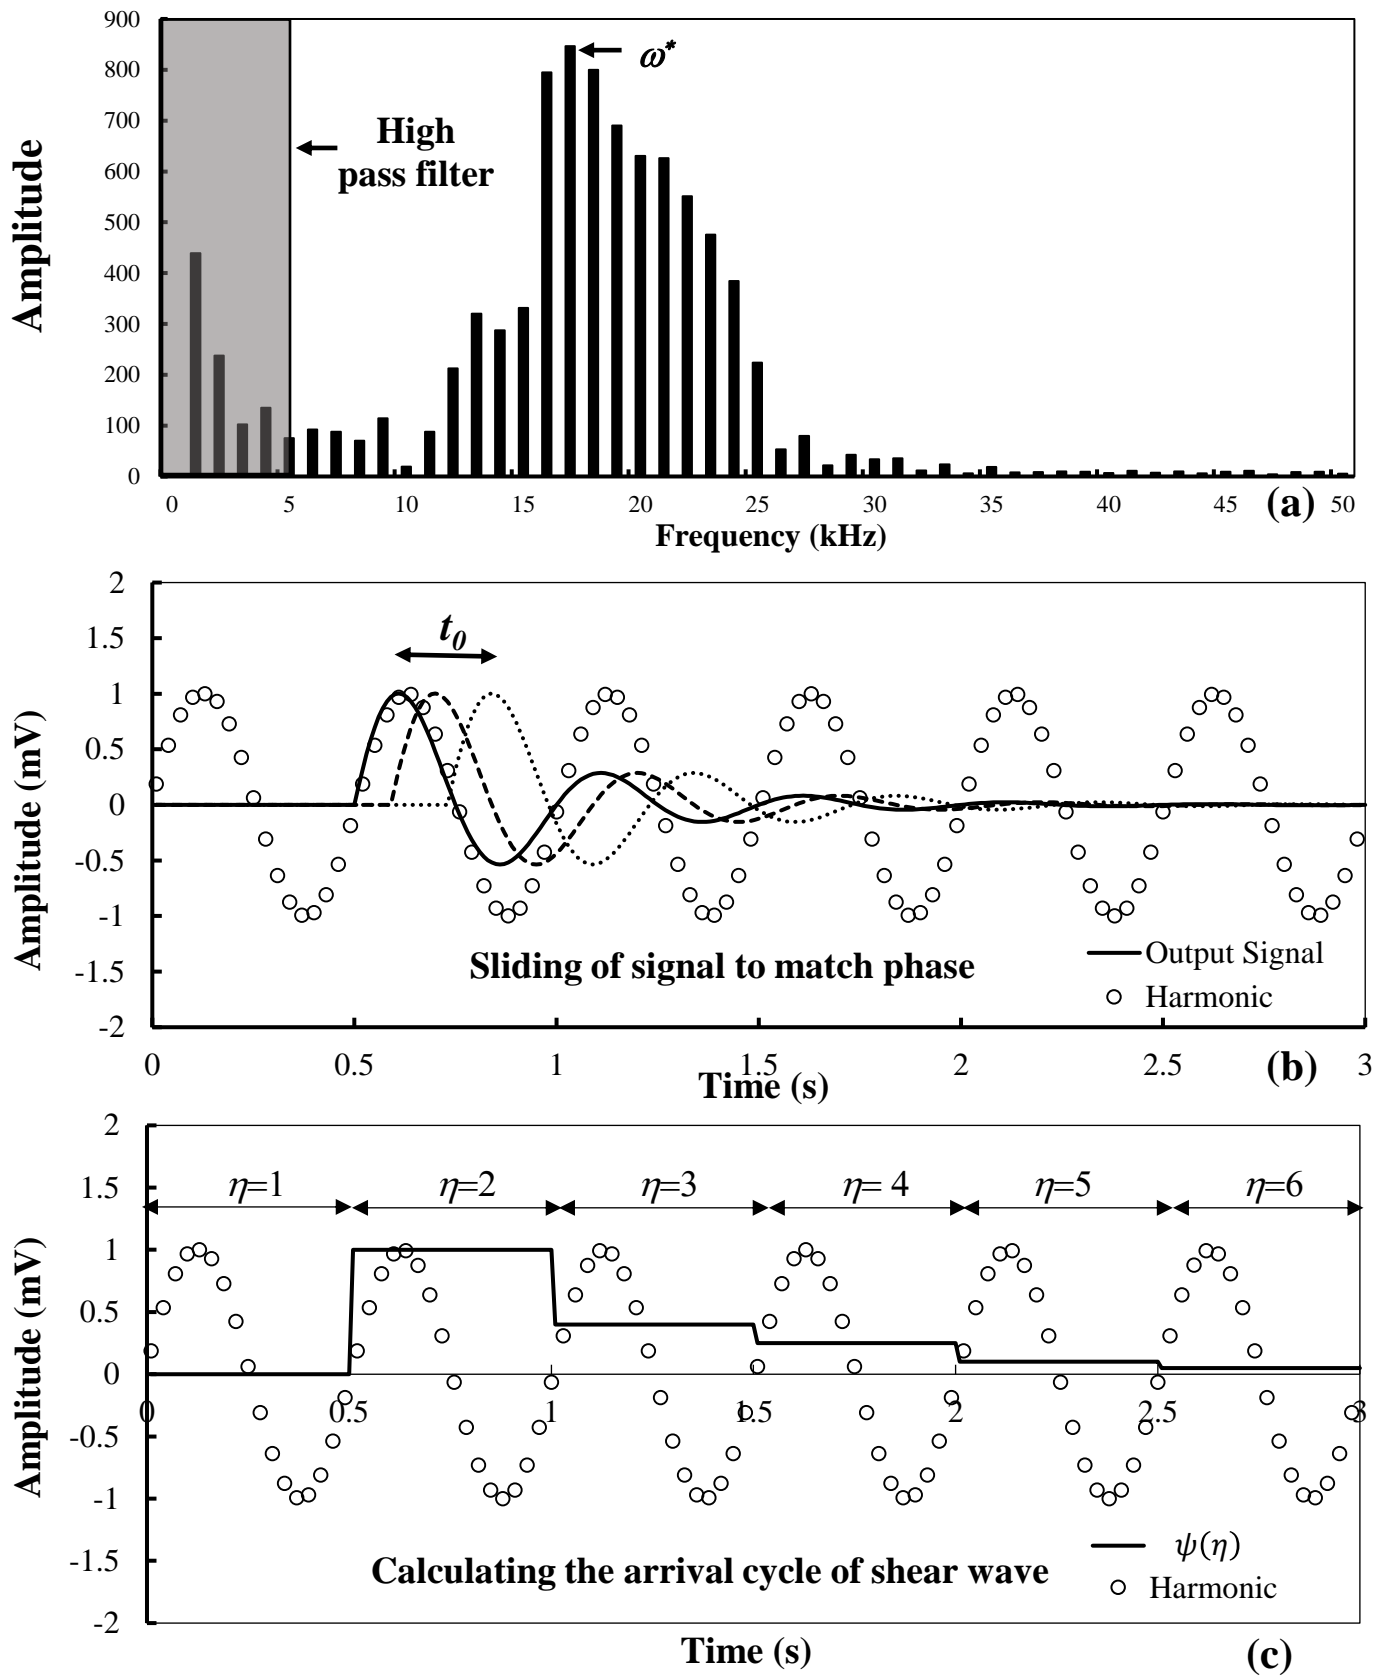 900
800
700
600
500
400
300
200
100
0
Amplitude
ω*
High
pass filter
0 5 10 15 20 25 30 35 40 45 50
(a)
Frequency (kHz)
2
1.5
1
0.5
0
-0.5
-1
-1.5
-2
Amplitude (mV)
t0
Sliding of signal to match phase
Output Signal
Harmonic
0 0.5 1 1.5 2 2.5 3
Time (s)
(b)
2
1.5
1
0.5
0
-0.5
-1
-1.5
-2
Amplitude (mV)
η=1 η=2 η=3 η= 4 η=5 η=6
0 0.5 1 1.5 2 2.5 3
ψ(η)
Calculating the arrival cycle of shear wave
Harmonic
Time (s)
(c)